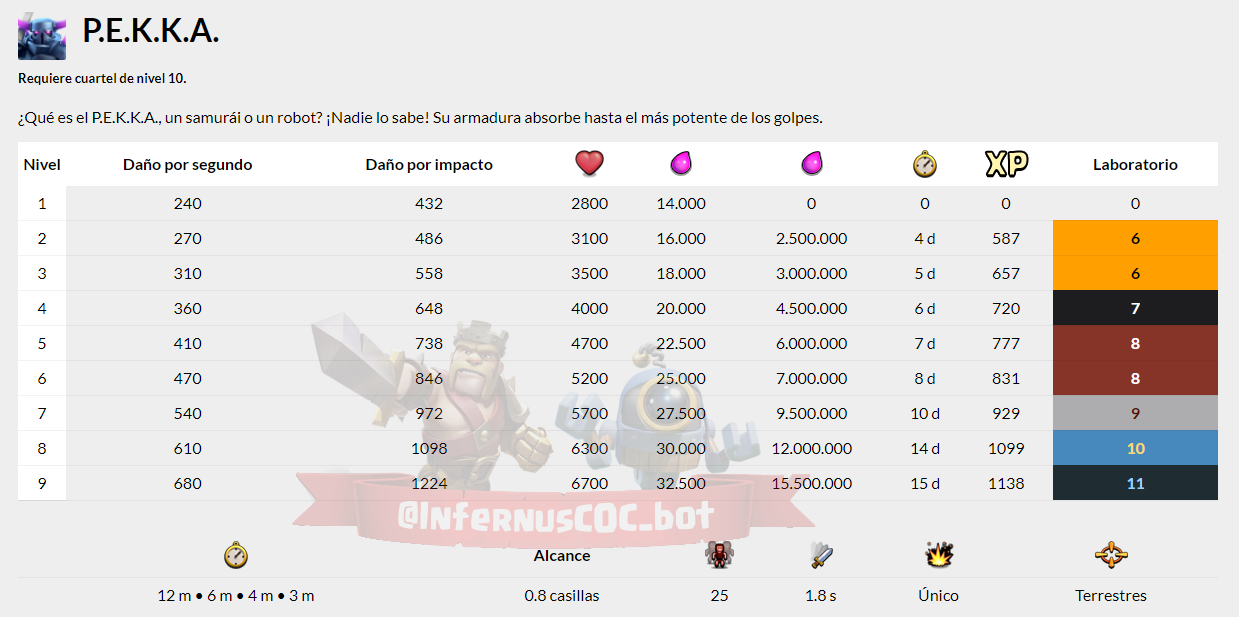 P.E.K.K.A.
Requiere cuartel de nivel 10.
¿Qué es el P.E.K.K.A., un samurái o un robot? ¡Nadie lo sabe! Su armadura absorbe hasta el más potente de los golpes.
Nivel Daño por segundo Daño por impacto XP Laboratorio
1 240 432 2800 14.000 0 0 0 0
2 270 486 3100 16.000 2.500.000 4 d 587 6
3 310 558 3500 18.000 3.000.000 5 d 657 6
4 360 648 4000 20.000 4.500.000 6 d 720 7
5 410 738 4700 22.500 6.000.000 7 d 777 8
6 470 846 5200 25.000 7.000.000 8 d 831 8
7 540 972 5700 27.500 9.500.000 10 d 929 9
8 610 1098 6300 30.000 12.000.000 14 d 1099 10
9 680 1224 6700 32.500 15.500.000 15 d 1138 11
@InfernusCOC_bot
Alcance
12 m • 6 m • 4 m • 3 m 0.8 casillas 25 1.8 s Único Terrestres